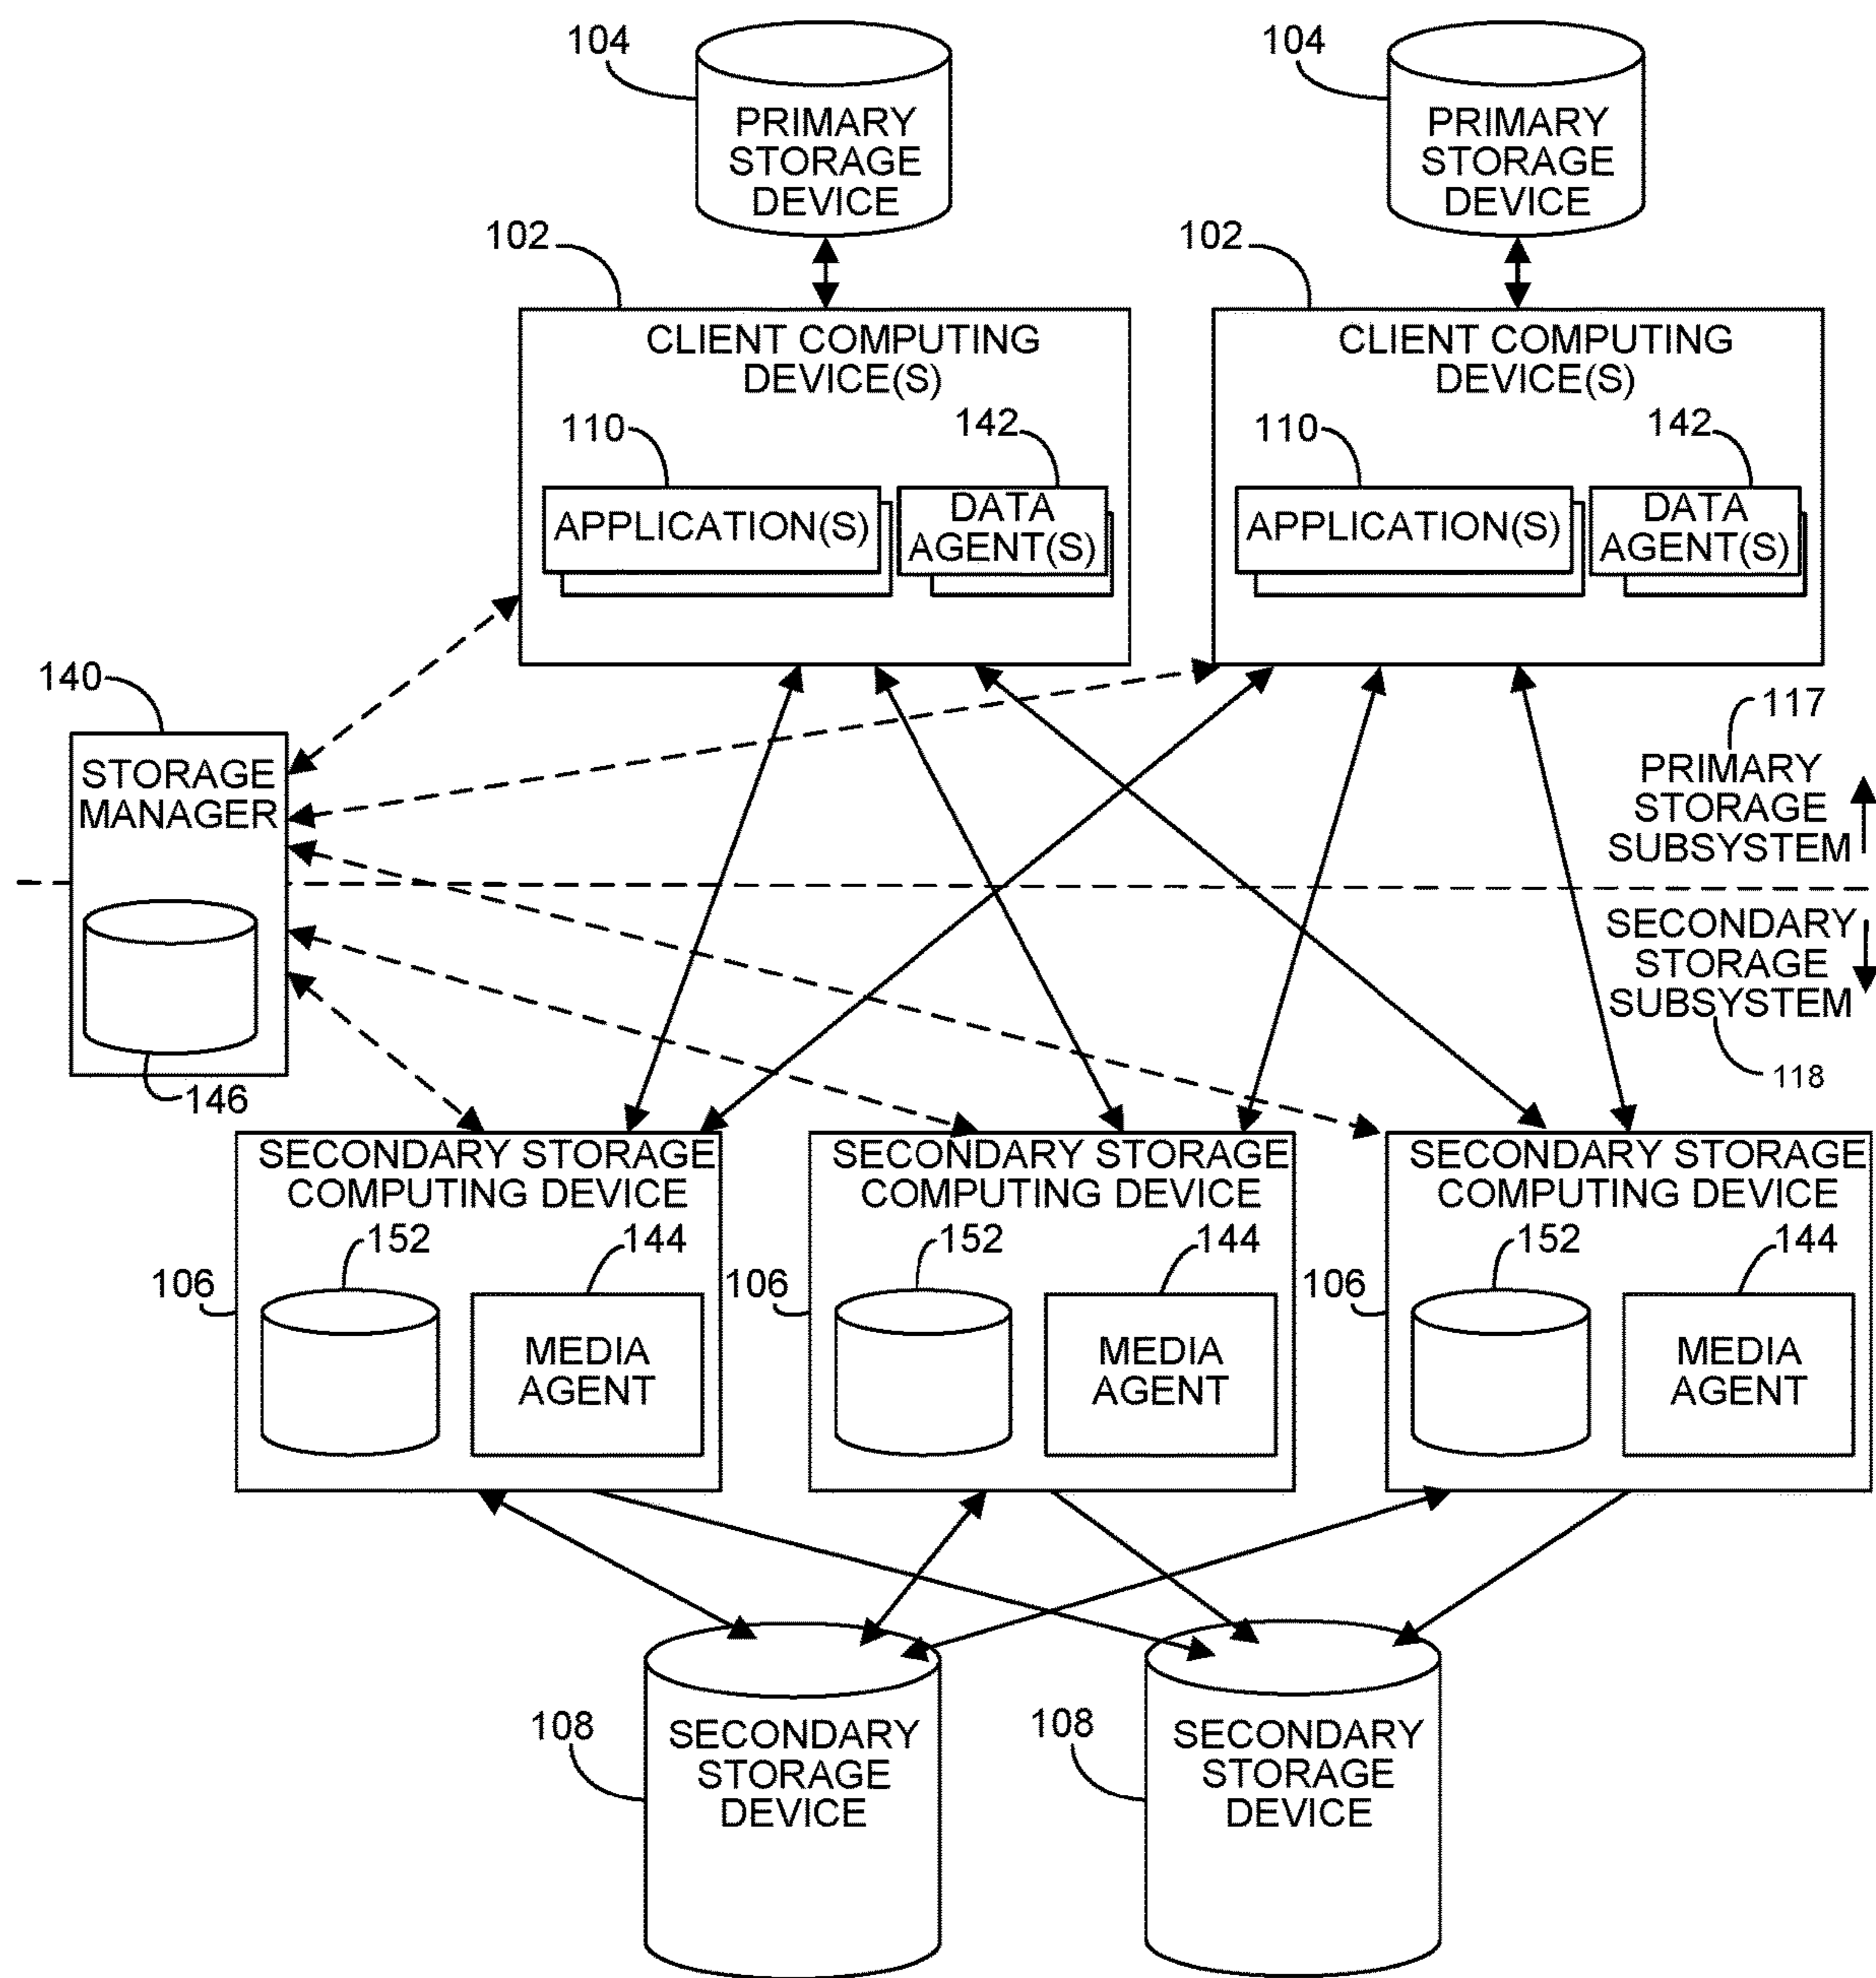 104
PRIMARY
STORAGE
DEVICE
104
PRIMARY
STORAGE
DEVICE
102
CLIENT COMPUTING
DEVICE(S)
110
APPLICATION(S)
142
DATA
AGENT(S)
102
CLIENT COMPUTING
DEVICE(S)
110
APPLICATION(S)
142
DATA
AGENT(S)
140
STORAGE
MANAGER
146
117
PRIMARY
STORAGE
SUBSYSTEM
SECONDARY
STORAGE
SUBSYSTEM
118
SECONDARY STORAGE
COMPUTING DEVICE
152
144
106
MEDIA
AGENT
SECONDARY STORAGE
COMPUTING DEVICE
152
144
106
MEDIA
AGENT
SECONDARY STORAGE
COMPUTING DEVICE
152
144
106
MEDIA
AGENT
108
SECONDARY
STORAGE
DEVICE
108
SECONDARY
STORAGE
DEVICE